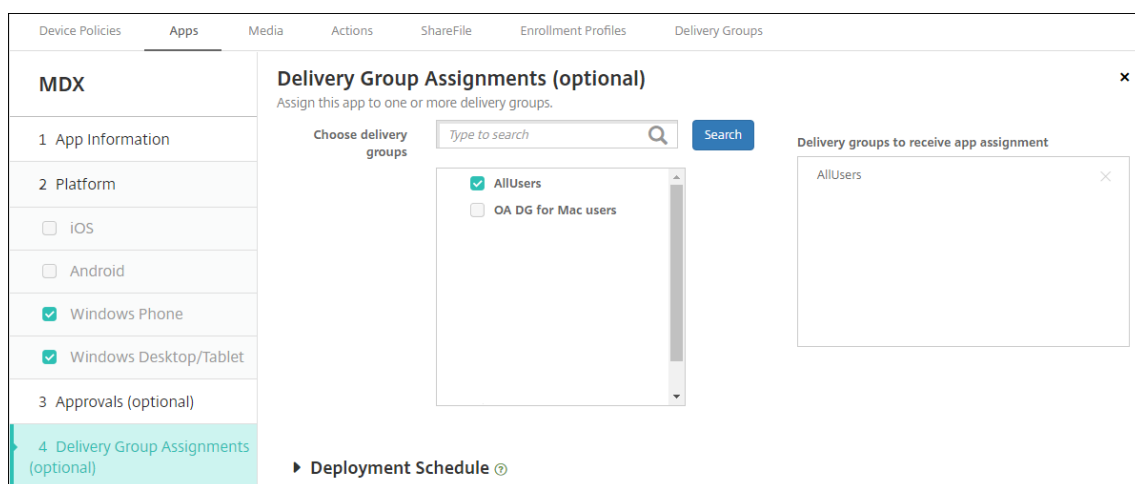 Device Policies Apps Media Actions ShareFile Enrollment Profiles Delivery Groups
MDX
1 App Information
2 Platform
iOS
Android
Windows Phone
Windows Desktop/Tablet
3 Approvals (optional)
4 Delivery Group Assignments
(optional)
Delivery Group Assignments (optional)
Assign this app to one or more delivery groups.
Choose delivery
groups
Type to search
Search
AllUsers
OA DG for Mac users
Delivery groups to receive app assignment
AllUsers
Deployment Schedule ?